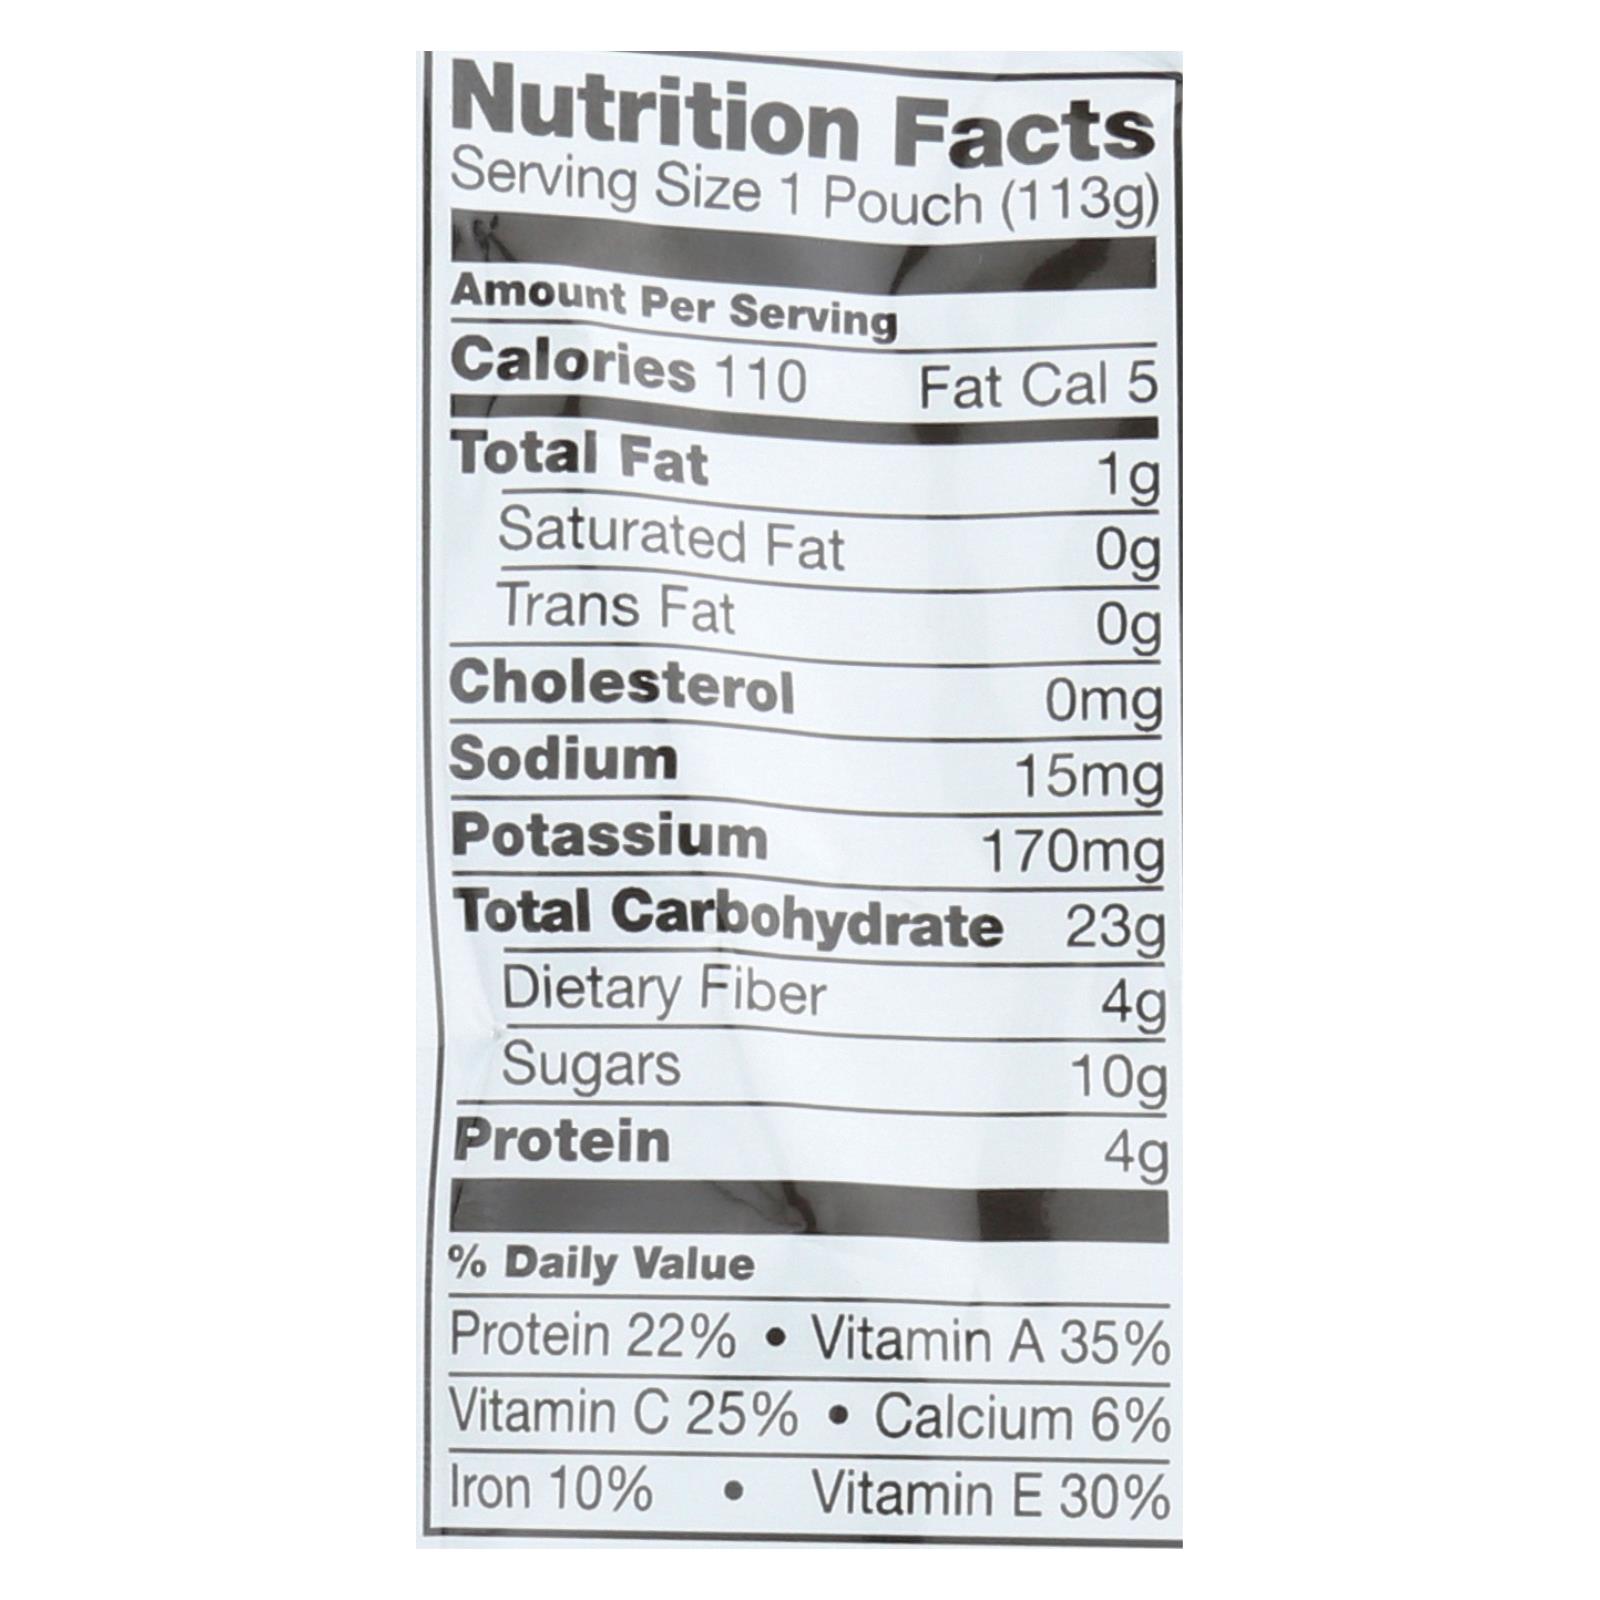 Nutrition Facts
Serving Size 1 Pouch (113g)
Amount Per Serving
Calories 110 Fat Cal 5
Total Fat 1g
Saturated Fat 0g
Trans Fat 0g
Cholesterol 0mg
Sodium 15mg
Potassium 170mg
Total Carbohydrate 23g
Dietary Fiber 4g
Sugars 10g
Protein 4g
% Daily Value
Protein 22% • Vitamin A 35%
Vitamin C 25% • Calcium 6%
Iron 10% • Vitamin E 30%